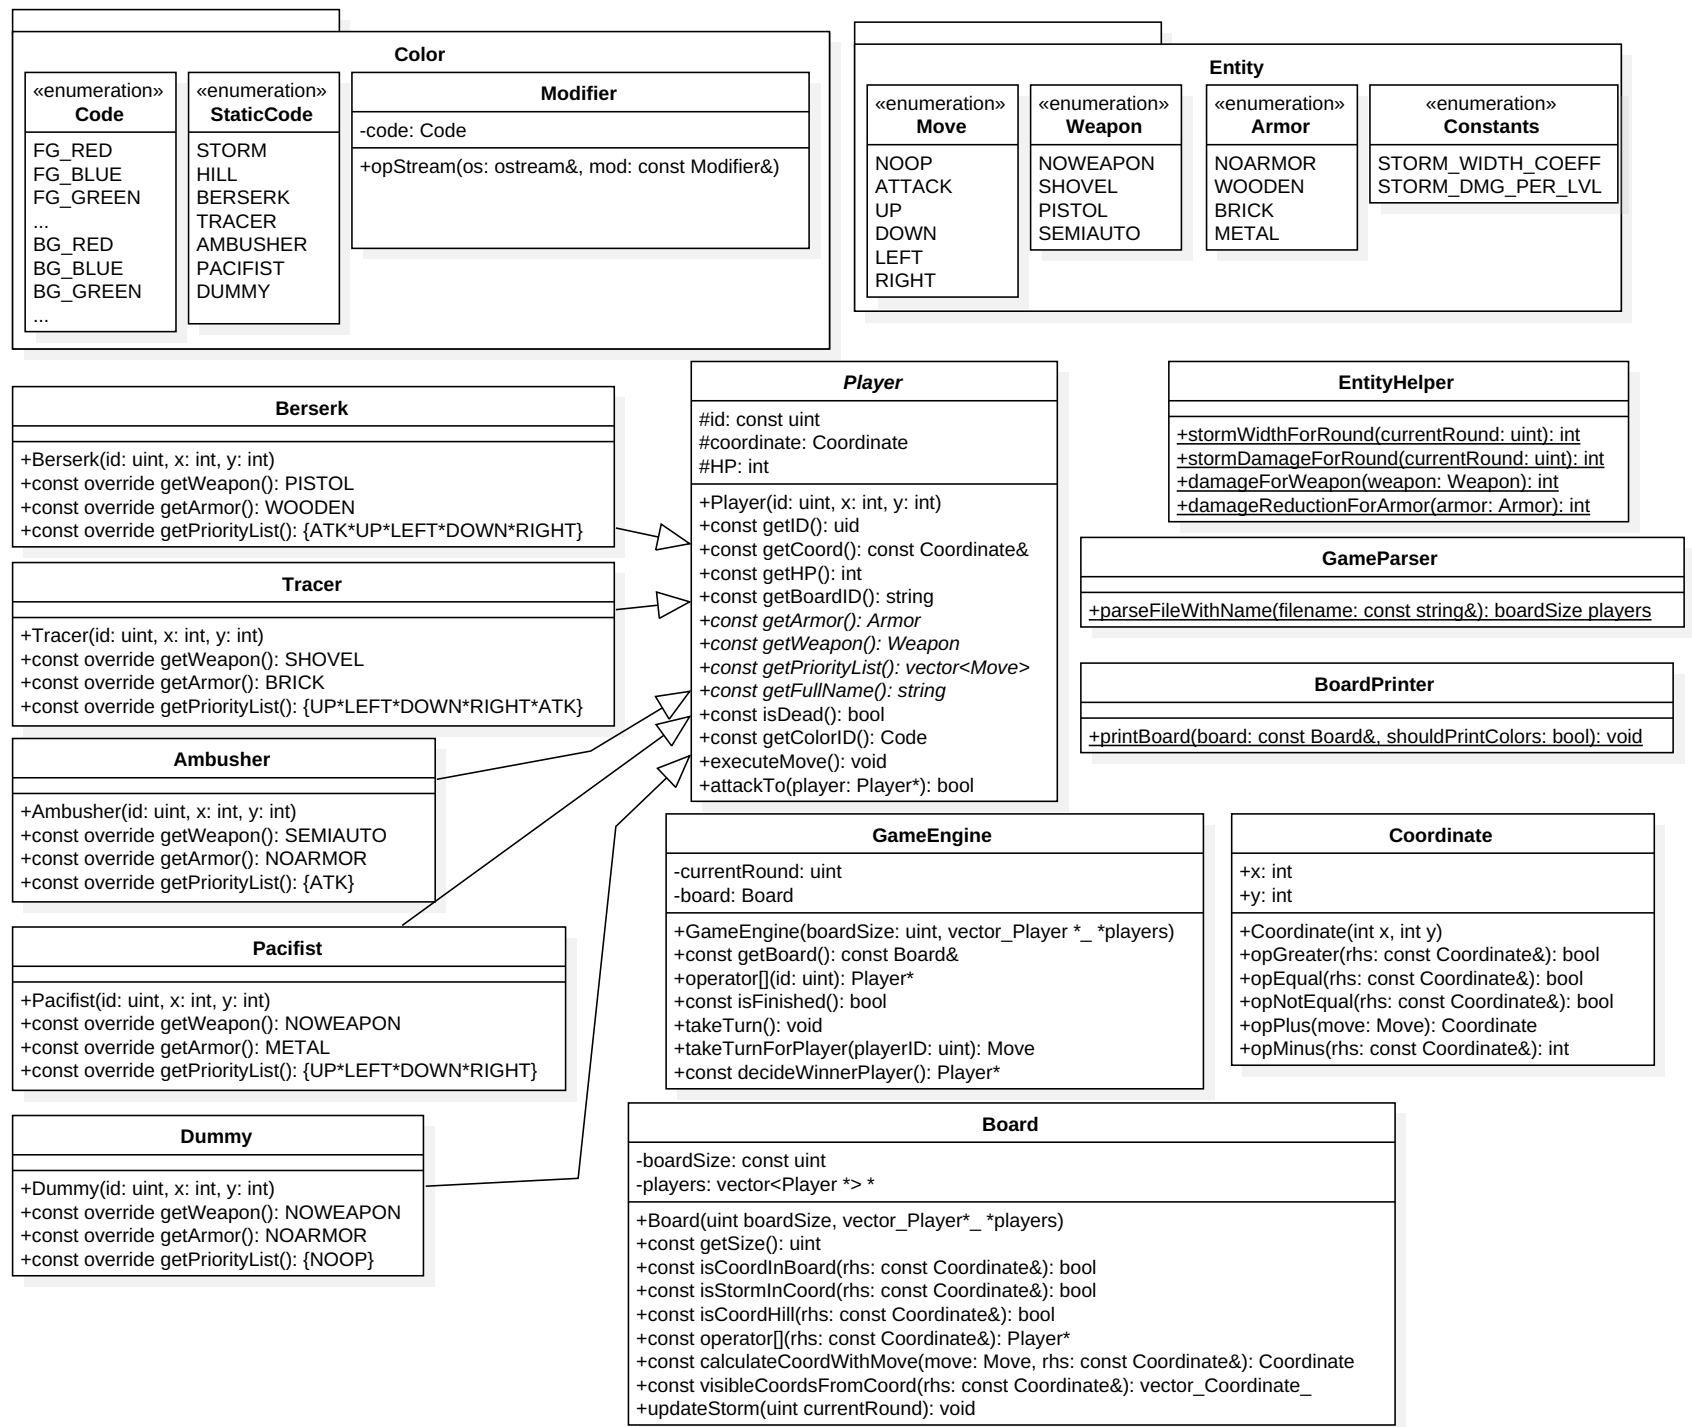 Color
«enumeration»
Code
FG_RED
FG_BLUE
FG_GREEN
...
BG_RED
BG_BLUE
BG_GREEN
...
«enumeration»
StaticCode
STORM
HILL
BERSERK
TRACER
AMBUSHER
PACIFIST
DUMMY
Modifier
-code: Code
+opStream(os: ostream&, mod: const Modifier&)
Entity
«enumeration»
Move
NOOP
ATTACK
UP
DOWN
LEFT
RIGHT
«enumeration»
Weapon
NOWEAPON
SHOVEL
PISTOL
SEMIAUTO
«enumeration»
Armor
NOARMOR
WOODEN
BRICK
METAL
«enumeration»
Constants
STORM_WIDTH_COEFF
STORM_DMG_PER_LVL
Berserk
+Berserk(id: uint, x: int, y: int)
+const override getWeapon(): PISTOL
+const override getArmor(): WOODEN
+const override getPriorityList(): {ATK*UP*LEFT*DOWN*RIGHT}
Tracer
+Tracer(id: uint, x: int, y: int)
+const override getWeapon(): SHOVEL
+const override getArmor(): BRICK
+const override getPriorityList(): {UP*LEFT*DOWN*RIGHT*ATK}
Ambusher
+Ambusher(id: uint, x: int, y: int)
+const override getWeapon(): SEMIAUTO
+const override getArmor(): NOARMOR
+const override getPriorityList(): {ATK}
Pacifist
+Pacifist(id: uint, x: int, y: int)
+const override getWeapon(): NOWEAPON
+const override getArmor(): METAL
+const override getPriorityList(): {UP*LEFT*DOWN*RIGHT}
Dummy
+Dummy(id: uint, x: int, y: int)
+const override getWeapon(): NOWEAPON
+const override getArmor(): NOARMOR
+const override getPriorityList(): {NOOP}
Player
#id: const uint
#coordinate: Coordinate
#HP: int
+Player(id: uint, x: int, y: int)
+const getID(): uid
+const getCoord(): const Coordinate&
+const getHP(): int
+const getBoardID(): string
+const getArmor(): Armor
+const getWeapon(): Weapon
+const getPriorityList(): vector<Move>
+const getFullName(): string
+const isDead(): bool
+const getColorID(): Code
+executeMove(): void
+attackTo(player: Player*): bool
EntityHelper
+stormWidthForRound(currentRound: uint): int
+stormDamageForRound(currentRound: uint): int
+damageForWeapon(weapon: Weapon): int
+damageReductionForArmor(armor: Armor): int
GameParser
+parseFileWithName(filename: const string&): boardSize players
BoardPrinter
+printBoard(board: const Board&, shouldPrintColors: bool): void
GameEngine
-currentRound: uint
-board: Board
+GameEngine(boardSize: uint, vector_Player *_ *players)
+const getBoard(): const Board&
+operator[](id: uint): Player*
+const isFinished(): bool
+takeTurn(): void
+takeTurnForPlayer(playerID: uint): Move
+const decideWinnerPlayer(): Player*
Coordinate
+x: int
+y: int
+Coordinate(int x, int y)
+opGreater(rhs: const Coordinate&): bool
+opEqual(rhs: const Coordinate&): bool
+opNotEqual(rhs: const Coordinate&): bool
+opPlus(move: Move): Coordinate
+opMinus(rhs: const Coordinate&): int
Board
-boardSize: const uint
-players: vector<Player *> *
+Board(uint boardSize, vector_Player*_ *players)
+const getSize(): uint
+const isCoordInBoard(rhs: const Coordinate&): bool
+const isStormInCoord(rhs: const Coordinate&): bool
+const isCoordHill(rhs: const Coordinate&): bool
+const operator[](rhs: const Coordinate&): Player*
+const calculateCoordWithMove(move: Move, rhs: const Coordinate&): Coordinate
+const visibleCoordsFromCoord(rhs: const Coordinate&): vector_Coordinate_
+updateStorm(uint currentRound): void